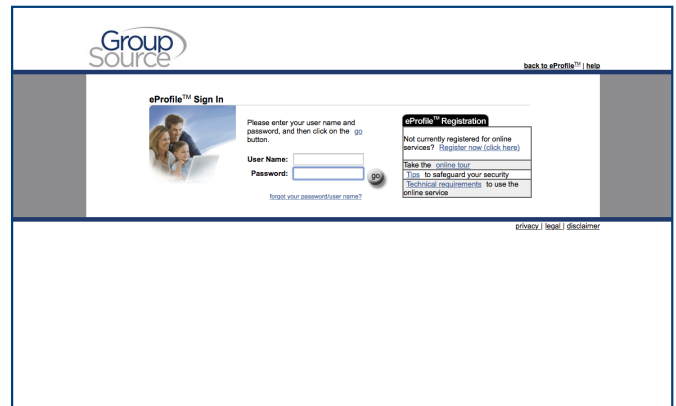 Group
Source
back to eProfile™ | help
eProfile™ Sign In
Please enter your user name and
password, and then click on the go
button.
User Name:
Password:
go
forgot your password/user name?
eProfile™ Registration
Not currently registered for online
services? Register now (click here)
Take the online tour
Tips to safeguard your security
Technical requirements to use the
online service
privacy | legal | disclaimer